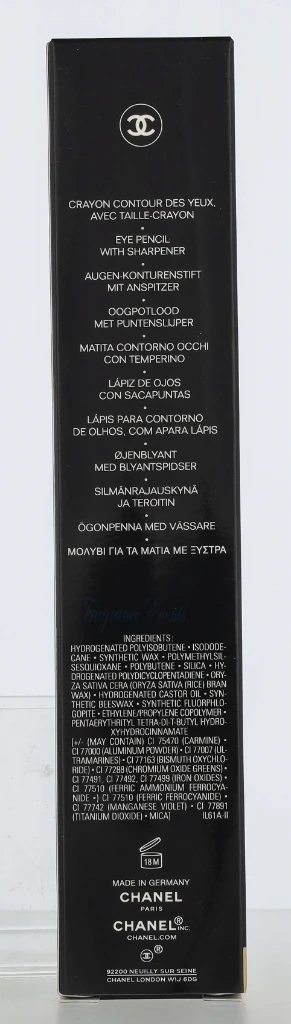 CRAYON CONTOUR DES YEUX,
AVEC TAILLE-CRAYON
•
EYE PENCIL
WITH SHARPENER
•
AUGEN-KONTURENSTIFT
MIT ANSPITZER
•
OOGPOTLOOD
MET PUNTENSLIJPER
•
MATITA CONTORNO OCCHI
CON TEMPERINO
•
LÁPIZ DE OJOS
CON SACAPUNTAS
•
LÁPIS PARA CONTORNO
DE OLHOS, COM APARA LÁPIS
•
ØJENBLYANT
MED BLYANTSPIDSER
•
SILMÄNRAJAUSKYNÄ
JA TEROITIN
•
ÖGONPENNA MED VÄSSARE
•
ΜΟΛΥΒΙ ΓΙΑ ΤΑ ΜΑΤΙΑ ΜΕ ΞΥΣΤΡΑ
INGREDIENTS:
HYDROGENATED POLYISOBUTENE • ISODODE-
CANE • SYNTHETIC WAX • POLYMETHYLSIL-
SESQUIOXANE • POLYBUTENE • SILICA • HY-
DROGENATED POLYDICYCLOPENTADIENE • ORY-
ZA SATIVA CERA (ORYZA SATIVA (RICE) BRAN
WAX) • HYDROGENATED CASTOR OIL • SYN-
THETIC BEESWAX • SYNTHETIC FLUORPHLO-
GOPITE • ETHYLENE/PROPYLENE COPOLYMER •
PENTAERYTHRITYL TETRA-DI-T-BUTYL HYDRO-
XYHYDROCINNAMATE
[+/- (MAY CONTAIN) CI 75470 (CARMINE) •
CI 77000 (ALUMINUM POWDER) • CI 77007 (UL-
TRAMARINES) • CI 77163 (BISMUTH OXYCHLO-
RIDE) • CI 77288 (CHROMIUM OXIDE GREENS) •
CI 77491, CI 77492, CI 77499 (IRON OXIDES) •
CI 77510 (FERRIC AMMONIUM FERROCYA-
NIDE •) CI 77510 (FERRIC FERROCYANIDE) •
CI 77742 (MANGANESE VIOLET) • CI 77891
(TITANIUM DIOXIDE) • MICA] IL61A-II
18 M
MADE IN GERMANY
CHANEL
PARIS
CHANEL® INC.
CHANEL.COM
®
92200 NEUILLY SUR SEINE
CHANEL LONDON W1J 6DG